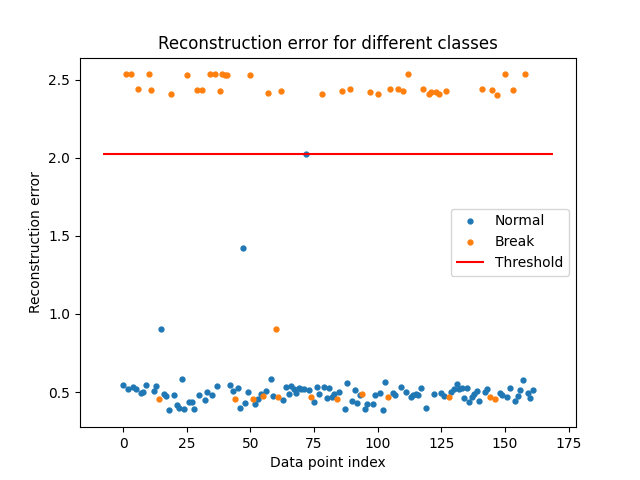 Reconstruction error for different classes
Reconstruction error
2.5
2.0
1.5
1.0
0.5
Normal
Break
Threshold
0 25 50 75 100 125 150 175
Data point index